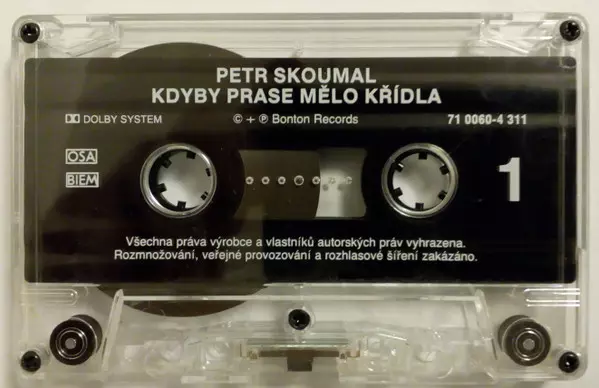 PETR SKOUMAL
KDYBY PRASE MĚLO KŘÍDLA
DOLBY SYSTEM
© + ℗ Bonton Records
71 0060-4 311
OSA
BIEM
1
Všechna práva výrobce a vlastníků autorských práv vyhrazena.
Rozmnožování, veřejné provozování a rozhlasové šíření zakázáno.